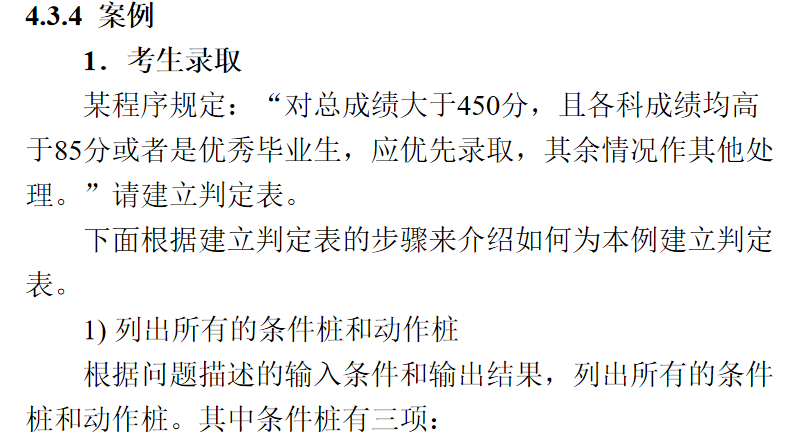 4.3.4 案例
1．考生录取
某程序规定：“对总成绩大于450分，且各科成绩均高
于85分或者是优秀毕业生，应优先录取，其余情况作其他处
理。”请建立判定表。
下面根据建立判定表的步骤来介绍如何为本例建立判定
表。
1) 列出所有的条件桩和动作桩
根据问题描述的输入条件和输出结果，列出所有的条件
桩和动作桩。其中条件桩有三项：